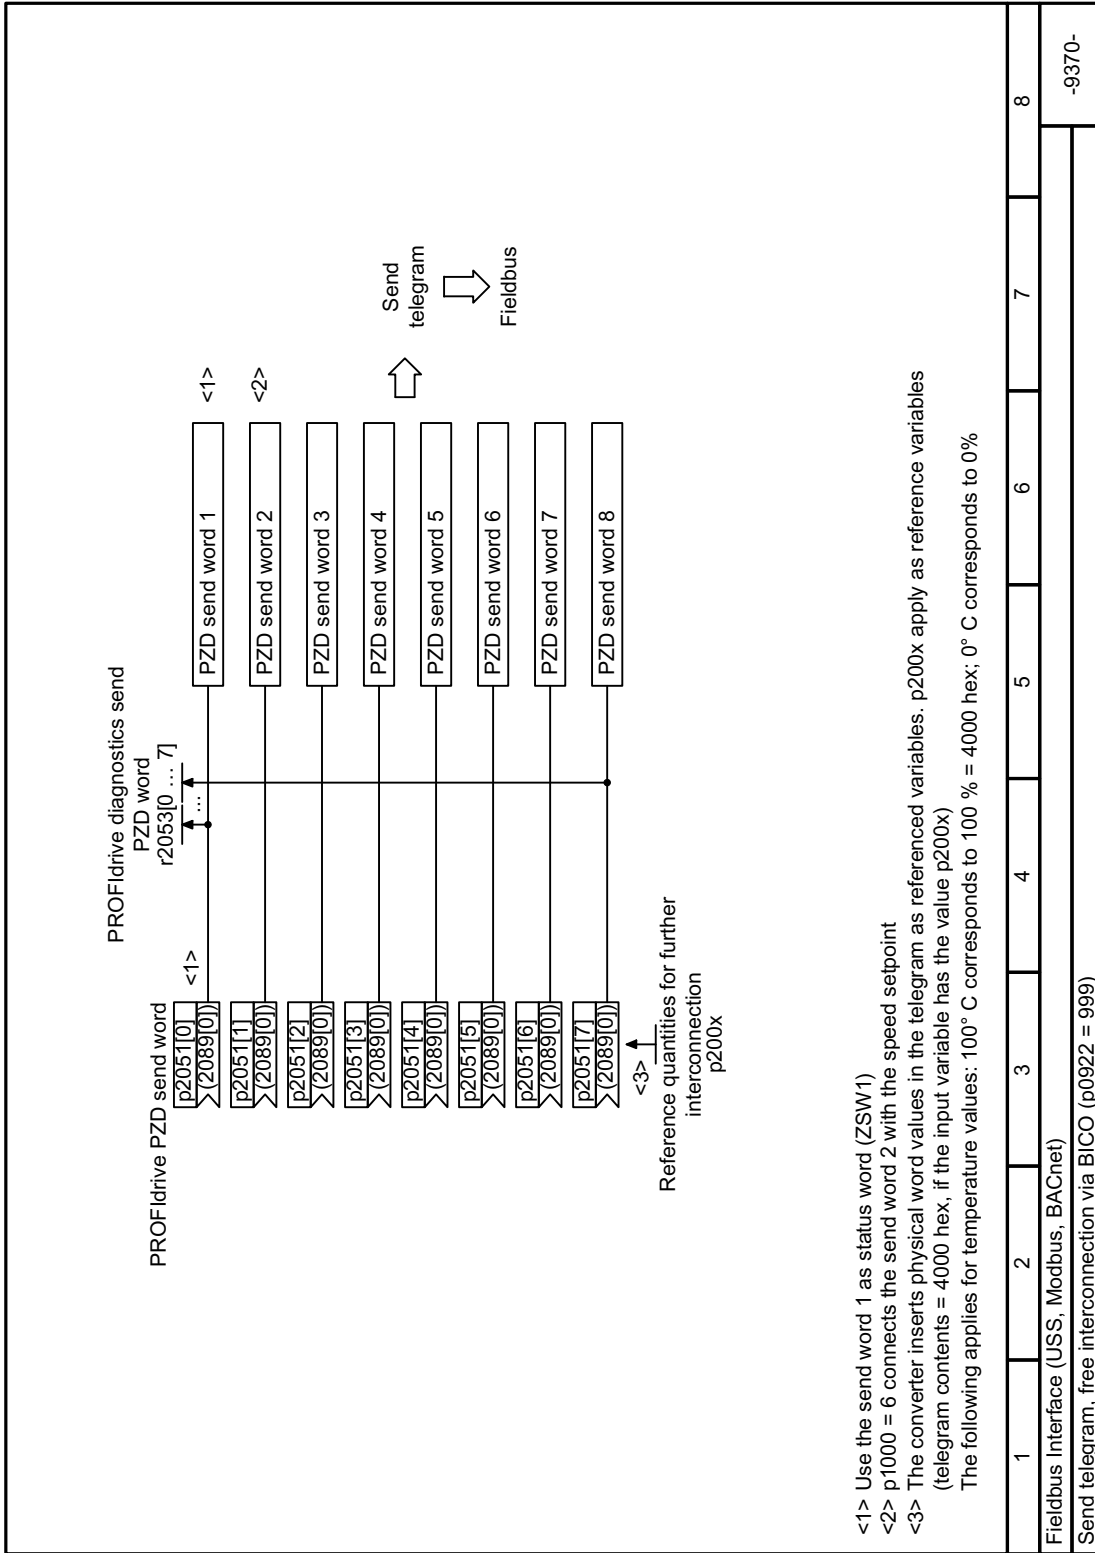 PROFIdrive PZD send word
PROFIdrive diagnostics send
PZD word
r2053[0 ... 7]
...
<1>
p2051[0]
(2089[0])
PZD send word 1
<1>
p2051[1]
(2089[0])
PZD send word 2
<2>
p2051[2]
(2089[0])
PZD send word 3
p2051[3]
(2089[0])
PZD send word 4
p2051[4]
(2089[0])
PZD send word 5
p2051[5]
(2089[0])
PZD send word 6
p2051[6]
(2089[0])
PZD send word 7
p2051[7]
(2089[0])
PZD send word 8
Send
telegram
Fieldbus
<3>
Reference quantities for further
interconnection
p200x
<1> Use the send word 1 as status word (ZSW1)
<2> p1000 = 6 connects the send word 2 with the speed setpoint
<3> The converter inserts physical word values in the telegram as referenced variables. p200x apply as reference variables
(telegram contents = 4000 hex, if the input variable has the value p200x)
The following applies for temperature values: 100° C corresponds to 100 % = 4000 hex; 0° C corresponds to 0%
1 2 3 4 5 6 7 8
Fieldbus Interface (USS, Modbus, BACnet)
-9370-
Send telegram, free interconnection via BICO (p0922 = 999)